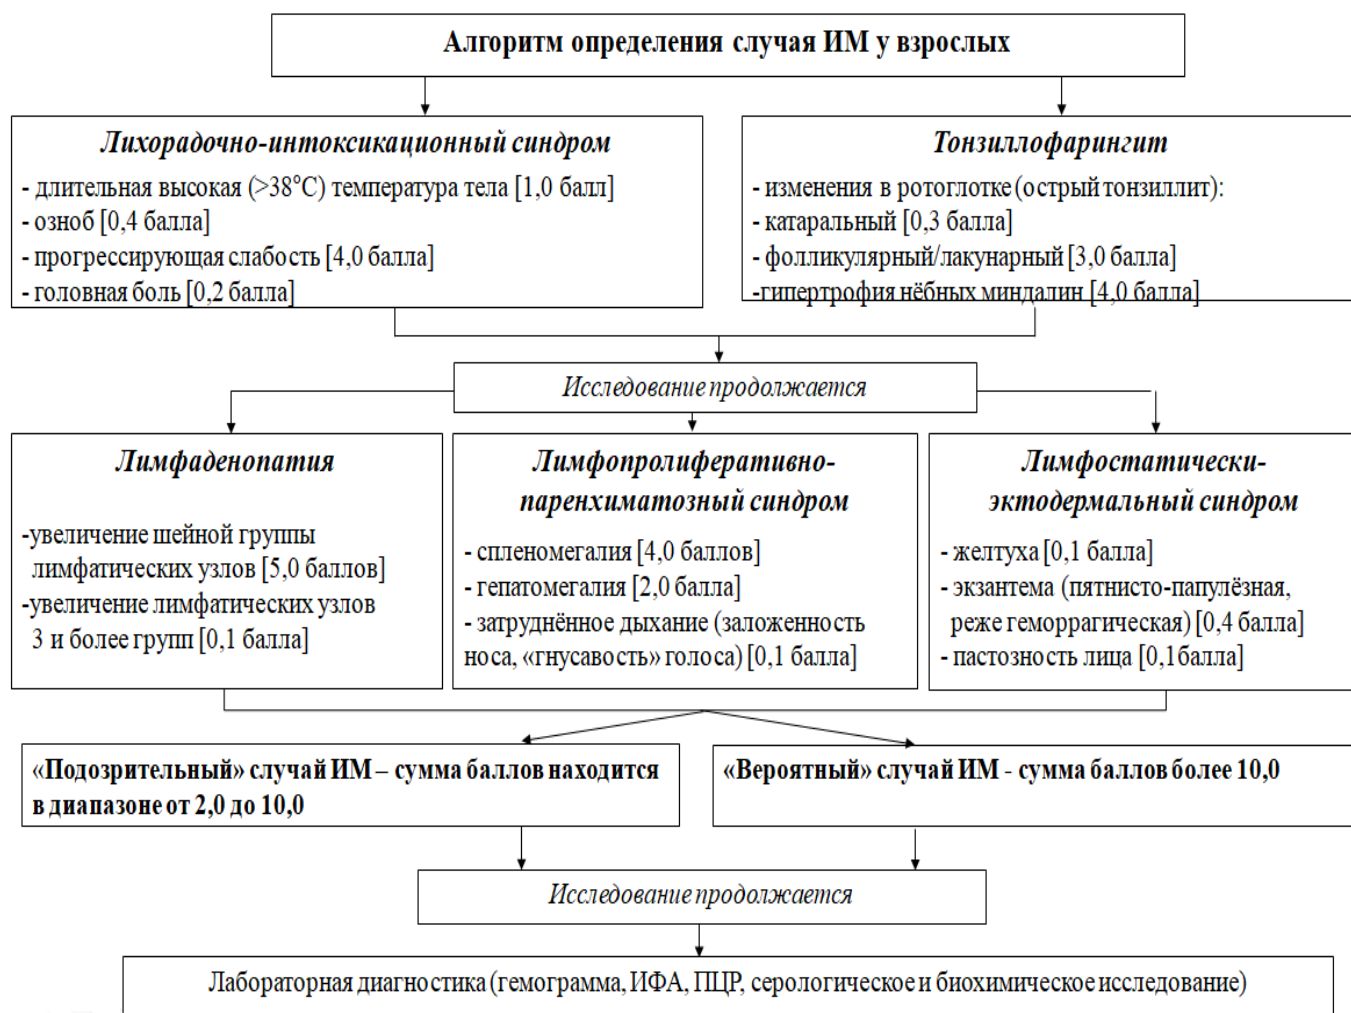 Алгоритм определения случая ИМ у взрослых
Лихорадочно-интоксикационный синдром
- длительная высокая (>38°С) температура тела [1,0 балл]
- озноб [0,4 балла]
- прогрессирующая слабость [4,0 балла]
- головная боль [0,2 балла]
Тонзиллофарингит
- изменения в ротоглотке (острый тонзиллит):
- катаральный [0,3 балла]
- фолликулярный/лакунарный [3,0 балла]
-гипертрофия нёбных миндалин [4,0 балла]
Исследование продолжается
Лимфаденопатия
-увеличение шейной группы
лимфатических узлов [5,0 баллов]
-увеличение лимфатических узлов
3 и более групп [0,1 балла]
Лимфопролиферативно-
паренхиматозный синдром
- спленомегалия [4,0 баллов]
- гепатомегалия [2,0 балла]
- затруднённое дыхание (заложенность
носа, «гнусавость» голоса) [0,1 балла]
Лимфостатически-
эктодермальный синдром
- желтуха [0,1 балла]
- экзантема (пятнисто-папулёзная,
реже геморрагическая) [0,4 балла]
- пастозность лица [0,1балла]
«Подозрительный» случай ИМ – сумма баллов находится
в диапазоне от 2,0 до 10,0
«Вероятный» случай ИМ - сумма баллов более 10,0
Исследование продолжается
Лабораторная диагностика (гемограмма, ИФА, ПЦР, серологическое и биохимическое исследование)